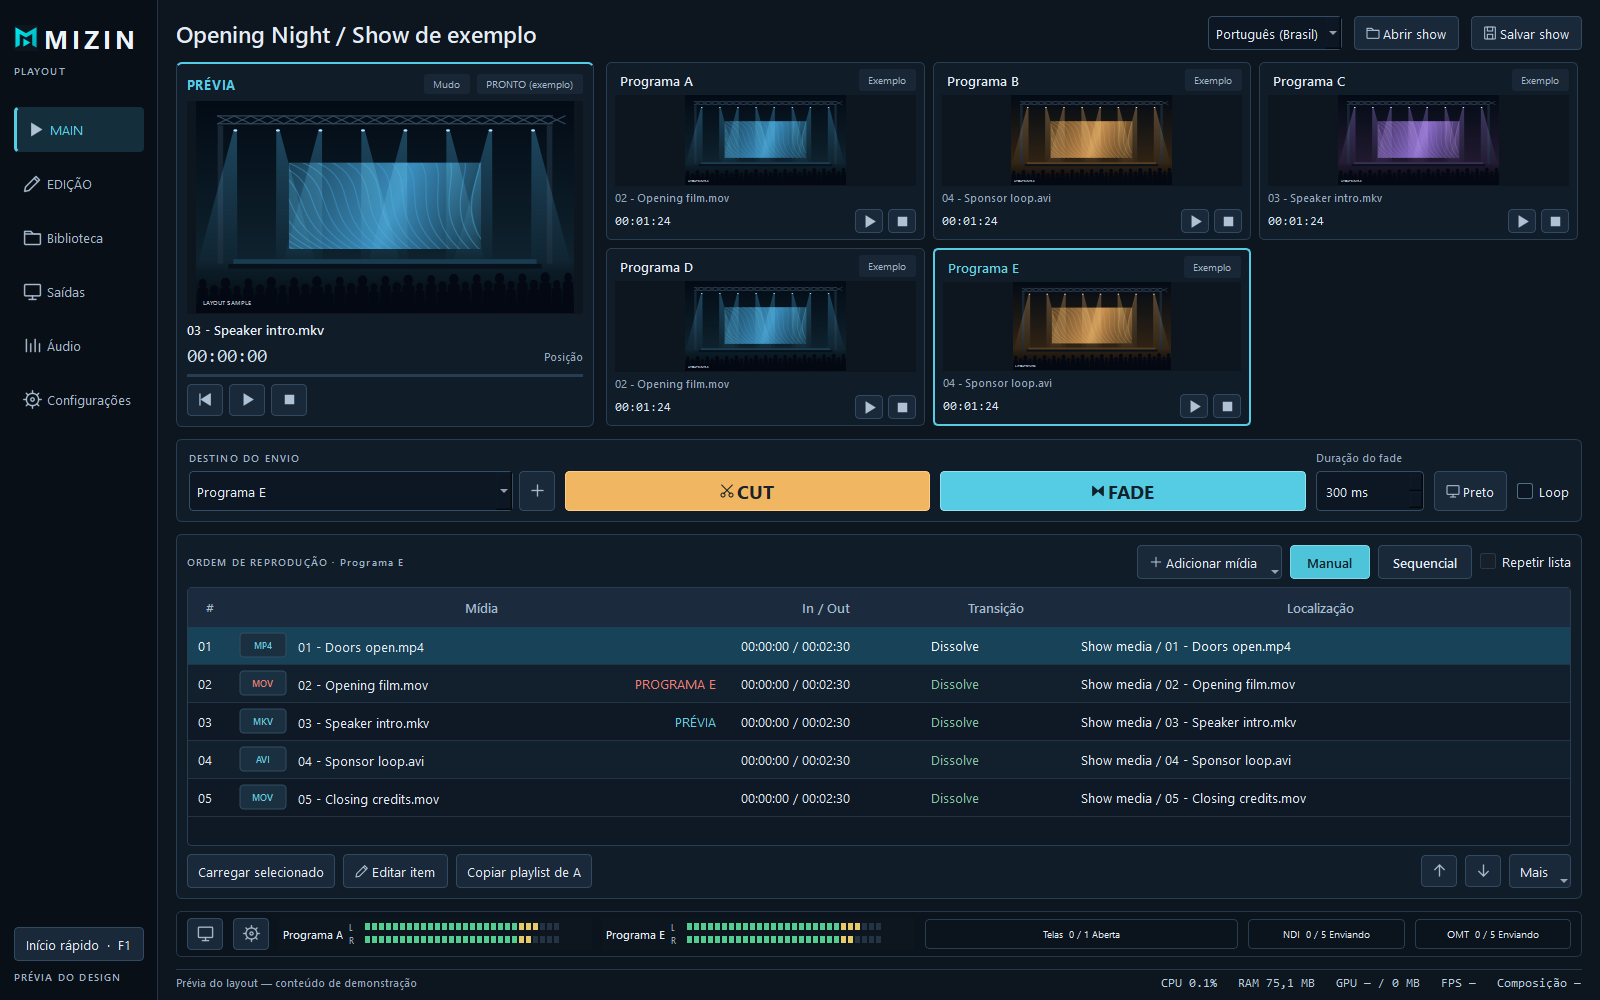 MIZIN
PLAYOUT
MAIN
EDIÇÃO
Biblioteca
Saídas
Áudio
Configurações
Início rápido · F1
PRÉVIA DO DESIGN
Opening Night / Show de exemplo
Português (Brasil)
Abrir show
Salvar show
PRÉVIA
Mudo
PRONTO (exemplo)
LAYOUT SAMPLE
03 - Speaker intro.mkv
00:00:00
Posição
Programa A
Exemplo
02 - Opening film.mov
00:01:24
Programa B
Exemplo
04 - Sponsor loop.avi
00:01:24
Programa C
Exemplo
03 - Speaker intro.mkv
00:01:24
Programa D
Exemplo
02 - Opening film.mov
00:01:24
Programa E
Exemplo
04 - Sponsor loop.avi
00:01:24
DESTINO DO ENVIO
Programa E
+
CUT
FADE
Duração do fade
300 ms
Preto
Loop
ORDEM DE REPRODUÇÃO · Programa E
+ Adicionar mídia
Manual
Sequencial
Repetir lista
# Mídia In / Out Transição Localização
01 MP4 01 - Doors open.mp4 00:00:00 / 00:02:30 Dissolve Show media / 01 - Doors open.mp4
02 MOV 02 - Opening film.mov PROGRAMA E 00:00:00 / 00:02:30 Dissolve Show media / 02 - Opening film.mov
03 MKV 03 - Speaker intro.mkv PRÉVIA 00:00:00 / 00:02:30 Dissolve Show media / 03 - Speaker intro.mkv
04 AVI 04 - Sponsor loop.avi 00:00:00 / 00:02:30 Dissolve Show media / 04 - Sponsor loop.avi
05 MOV 05 - Closing credits.mov 00:00:00 / 00:02:30 Dissolve Show media / 05 - Closing credits.mov
Carregar selecionado
Editar item
Copiar playlist de A
Mais
Programa A L R
Programa E L R
Telas 0 / 1 Aberta
NDI 0 / 5 Enviando
OMT 0 / 5 Enviando
Prévia do layout — conteúdo de demonstração
CPU 0.1% RAM 75,1 MB GPU — / 0 MB FPS — Composição —